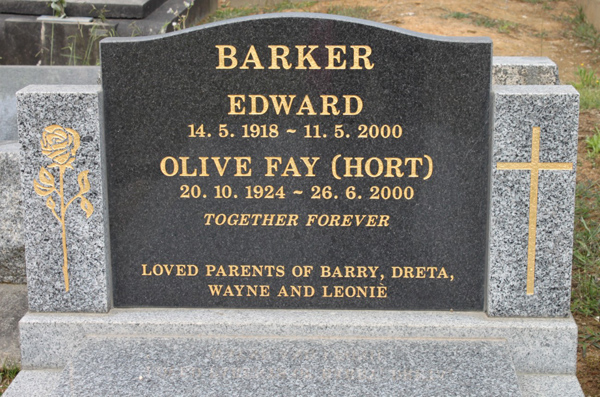 BARKER
EDWARD
14. 5. 1918 ~ 11. 5. 2000
OLIVE FAY (HORT)
20. 10. 1924 ~ 26. 6. 2000
TOGETHER FOREVER
LOVED PARENTS OF BARRY, DRETA,
WAYNE AND LEONIE